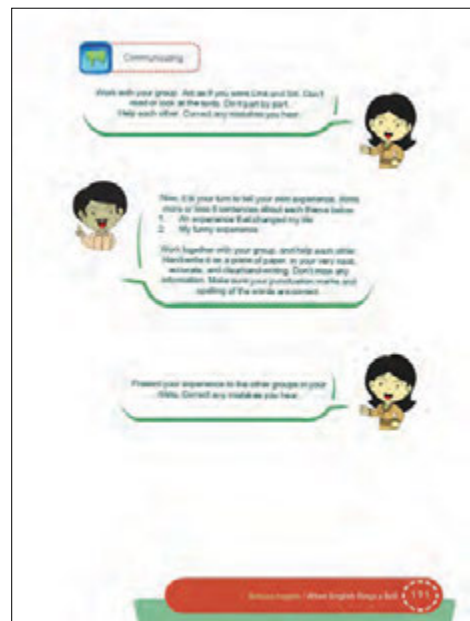 Communicating
Work with your group. Act as if you were and Siti. Don't
read or look at the texts. Do it part by part.
Help each other. Correct any mistakes you hear.
Now, it is your turn to tell your own experience. Write
more or less 5 sentences about each theme below.
1. An experience that changed my life
2. My funny experience
Work together with your group, and help each other.
Handwrite it on a piece of paper, in your very neat,
accurate, and clear handwriting. Don't miss any
information. Make sure your punctuation marks and
spelling of the words are correct.
Present your experience to the other groups in your
class. Correct any mistakes you hear.
Bahasa Inggris / When English Rings a Bell 191